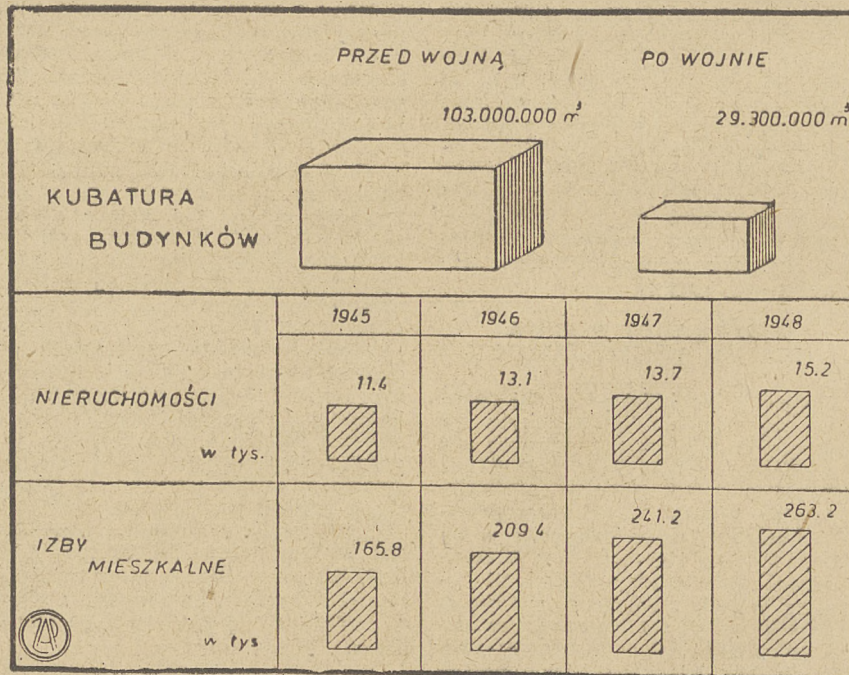 PRZED WOJNĄ PO WOJNIE
103.000.000 m³ 29.300.000 m³
KUBATURA
BUDYNKÓW
1945 1946 1947 1948
11.4 13.1 13.7 15.2
NIERUCHOMOŚCI
w tys.
165.8 209 4 241.2 263.2
IZBY
MIESZKALNE
w tys
ZAP